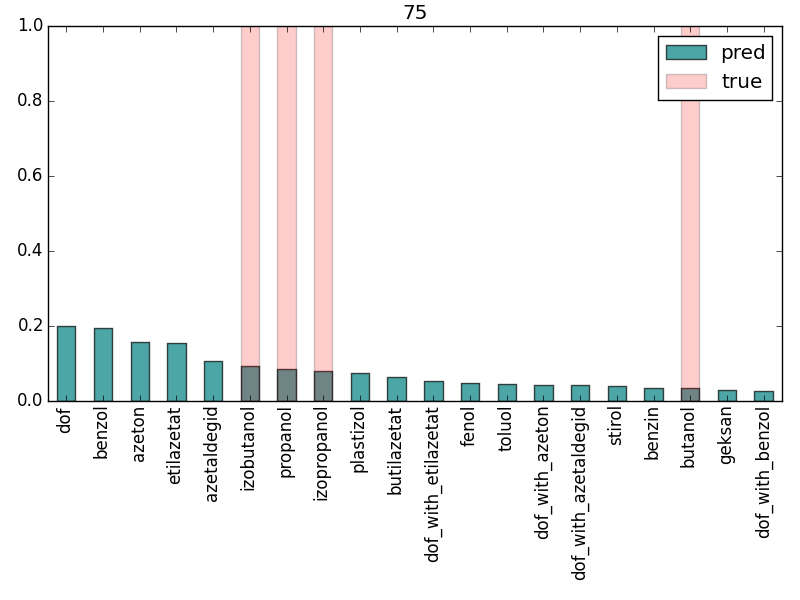 75
1.0
0.8
0.6
0.4
0.2
0.0
pred
true
dof
benzol
azeton
etilazetat
azetaldegid
izobutanol
propanol
izopropanol
plastizol
butilazetat
dof_with_etilazetat
fenol
toluol
dof_with_azeton
dof_with_azetaldegid
stirol
benzin
butanol
geksan
dof_with_benzol